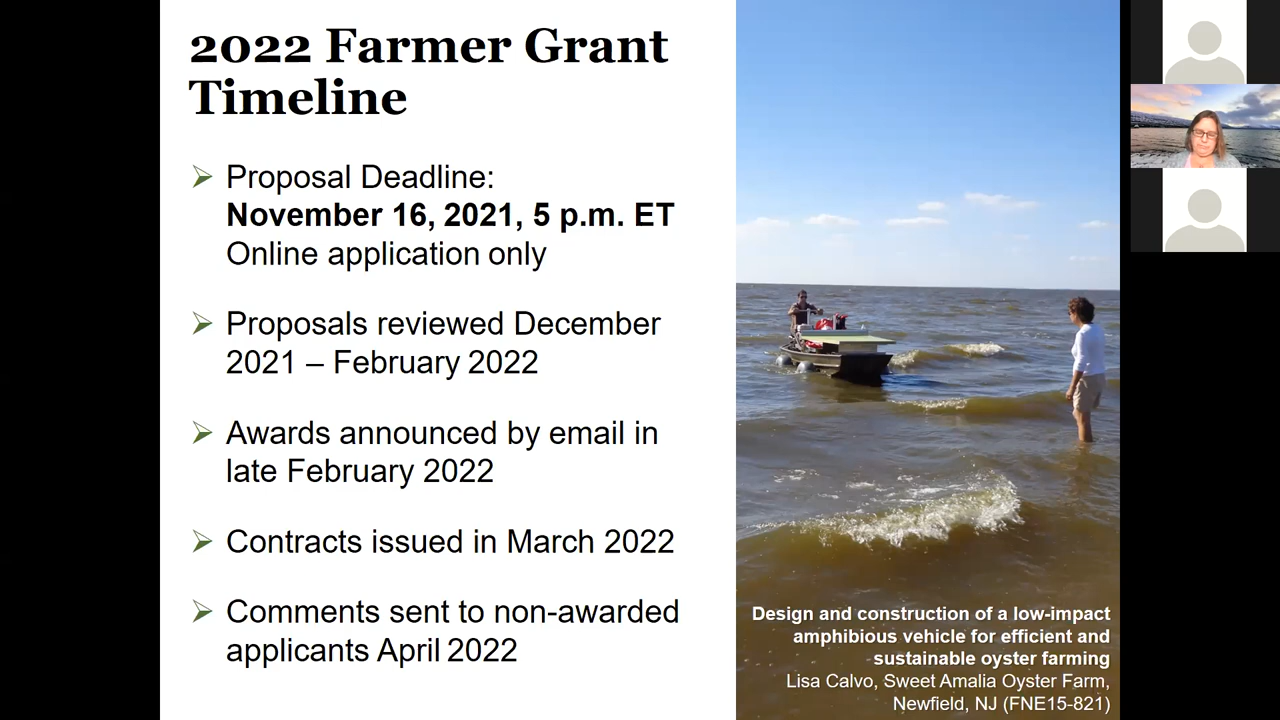 2022 Farmer Grant
Timeline
Proposal Deadline:
November 16, 2021, 5 p.m. ET
Online application only
Proposals reviewed December
2021 – February 2022
Awards announced by email in
late February 2022
Contracts issued in March 2022
Comments sent to non-awarded
applicants April 2022
Design and construction of a low-impact
amphibious vehicle for efficient and
sustainable oyster farming
Lisa Calvo, Sweet Amalia Oyster Farm,
Newfield, NJ (FNE15-821)